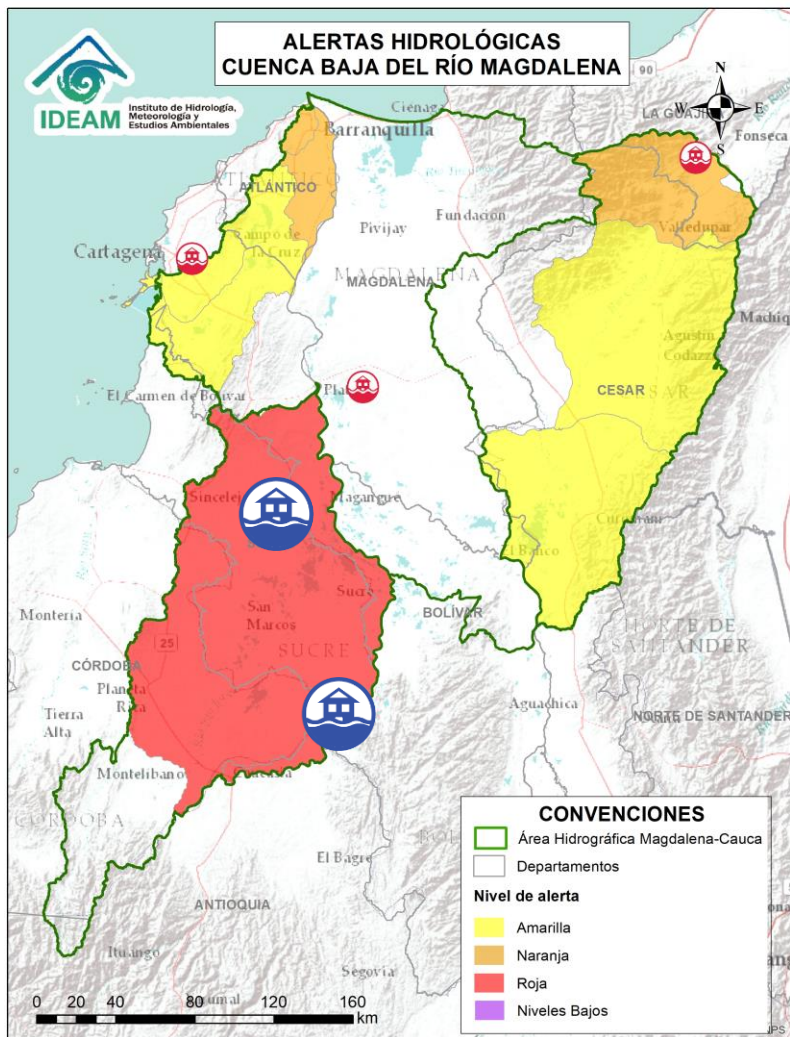 ALERTAS HIDROLÓGICAS
CUENCA BAJA DEL RÍO MAGDALENA
IDEAM
Instituto de Hidrología,
Meteorología y
Estudios Ambientales
N
W
E
S
90
Ciénaga
LA GUAJIRA
Fonseca
Barranquilla
ATLÁNTICO
Pivijay
Fundación
Valledupar
Cartagena
Campo de
la Cruz
MAGDALENA
MAGDALENA
Agustín
Codazzi
CESAR
El Carmen de Bolívar
Magangué
El Banco
Sucre
BOLÍVAR
San
Marcos
SUCRE
Montería
25
CÓRDOBA
Planeta
Rica
Tierra
Alta
NORTE DE
SANTANDER
Aguachica
NORTE DE SANTANDER
Montelíbano
CÓRDOBA
El Bagre
ANTIOQUIA
Ituango
Segovia
0 20 40 80 120 160
km
CONVENCIONES
Área Hidrográfica Magdalena-Cauca
Departamentos
Nivel de alerta
Amarilla
Naranja
Roja
Niveles Bajos